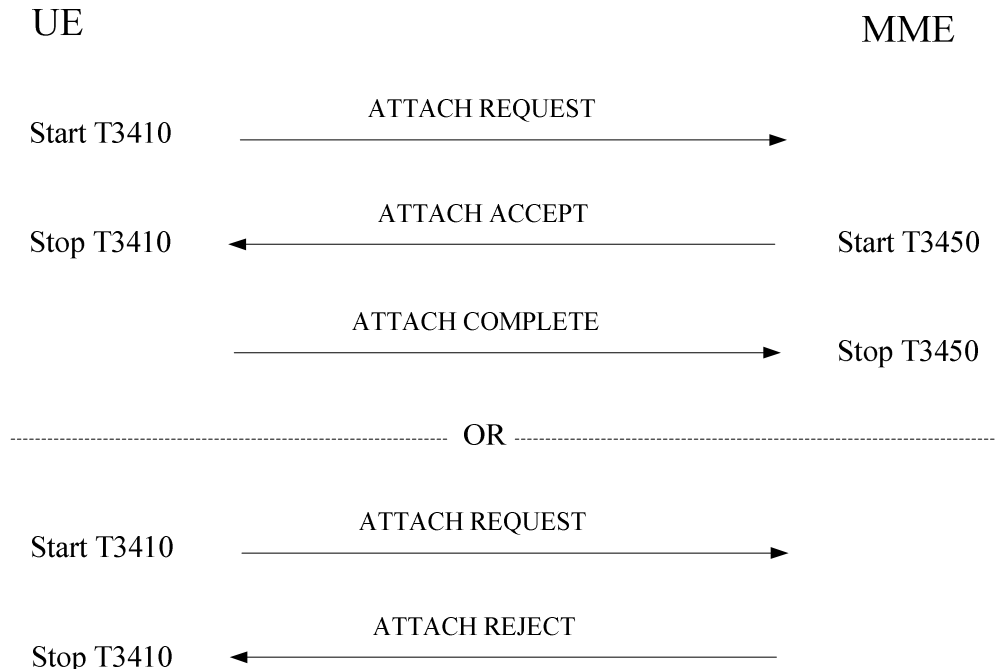 UE MME
ATTACH REQUEST
Start T3410
ATTACH ACCEPT
Stop T3410 Start T3450
ATTACH COMPLETE
Stop T3450
OR
ATTACH REQUEST
Start T3410
ATTACH REJECT
Stop T3410